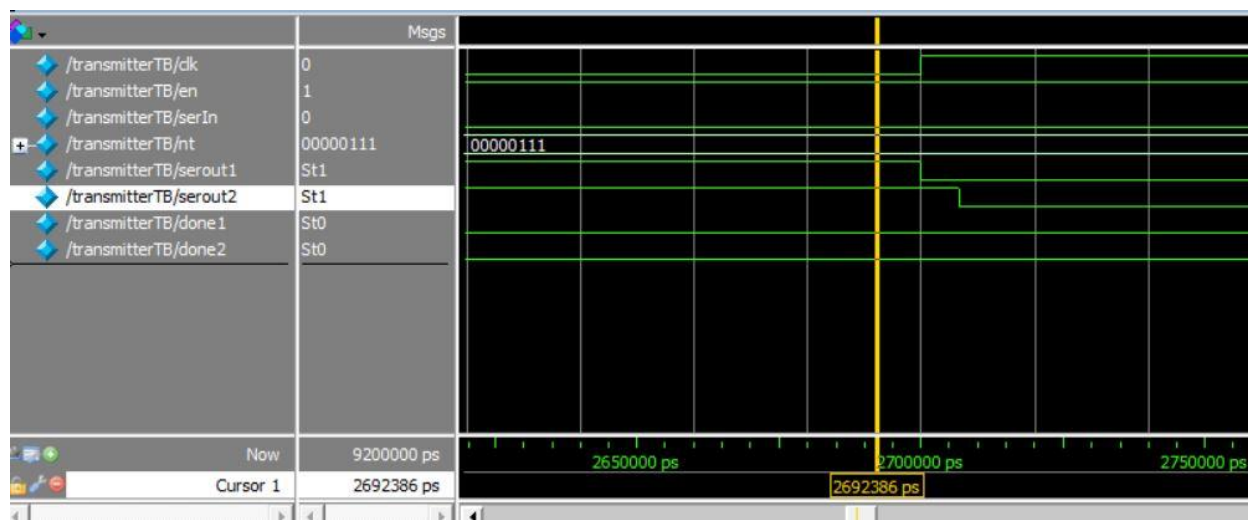 Msgs
/transmitterTB/clk 0
/transmitterTB/en 1
/transmitterTB/serIn 0
/transmitterTB/nt 00000111 00000111
/transmitterTB/serout1 St1
/transmitterTB/serout2 St1
/transmitterTB/done1 St0
/transmitterTB/done2 St0
Now 9200000 ps 2650000 ps 2700000 ps 2750000 ps
Cursor 1 2692386 ps 2692386 ps